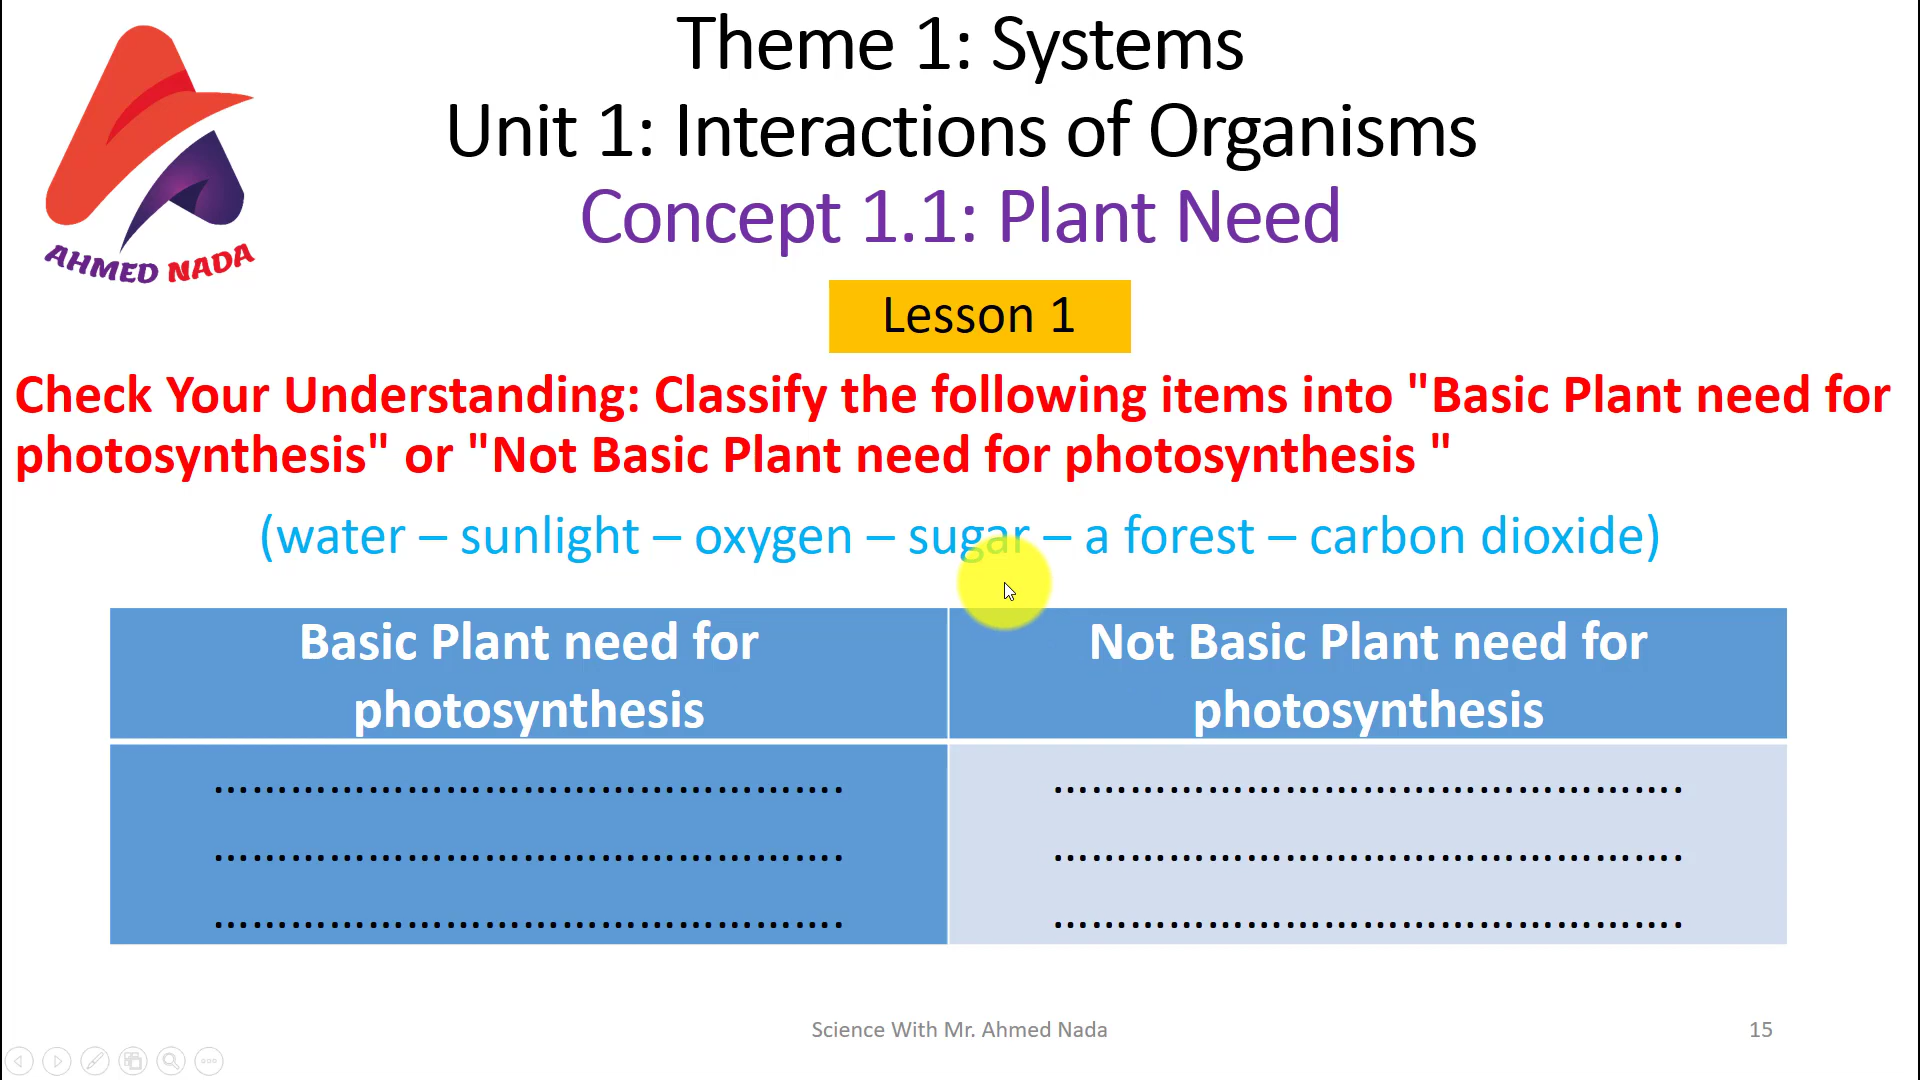 Theme 1: Systems
Unit 1: Interactions of Organisms
Concept 1.1: Plant Need
AHMED NADA
Lesson 1
Check Your Understanding: Classify the following items into "Basic Plant need for
photosynthesis" or "Not Basic Plant need for photosynthesis "
(water – sunlight – oxygen – sugar – a forest – carbon dioxide)
Basic Plant need for
photosynthesis
Not Basic Plant need for
photosynthesis
………………………………………….
………………………………………….
………………………………………….
………………………………………….
………………………………………….
………………………………………….
Science With Mr. Ahmed Nada
15